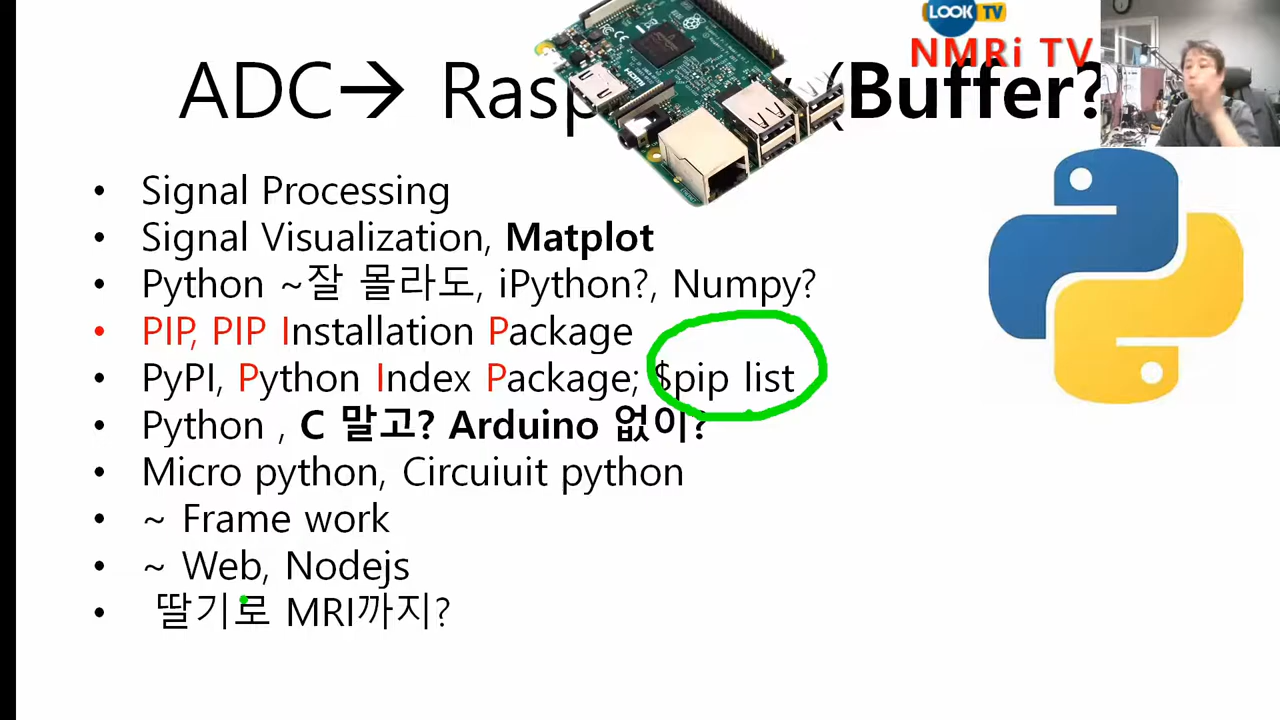 LOOK TV
NMRi TV
ADC→ Rasp (Buffer?
• Signal Processing
• Signal Visualization, Matplot
• Python ~잘 몰라도, iPython?, Numpy?
• PIP, PIP Installation Package
• PyPI, Python Index Package; $pip list
• Python , C 말고? Arduino 없이?
• Micro python, Circuiuit python
• ~ Frame work
• ~ Web, Nodejs
• 딸기로 MRI까지?